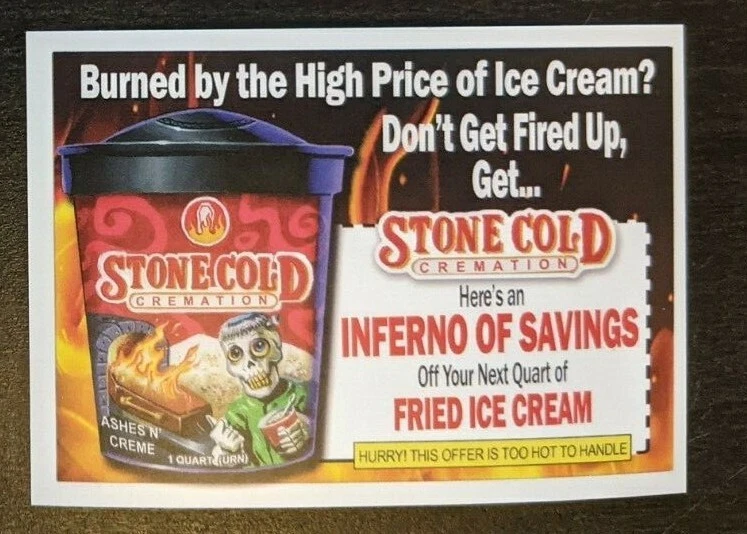 Burned by the High Price of Ice Cream?
Don't Get Fired Up,
Get...
STONE COLD
CREMATION
Here's an
INFERNO OF SAVINGS
Off Your Next Quart of
FRIED ICE CREAM
HURRY! THIS OFFER IS TOO HOT TO HANDLE
STONE COLD
CREMATION
ASHES N'
CREME
1 QUART (URN)